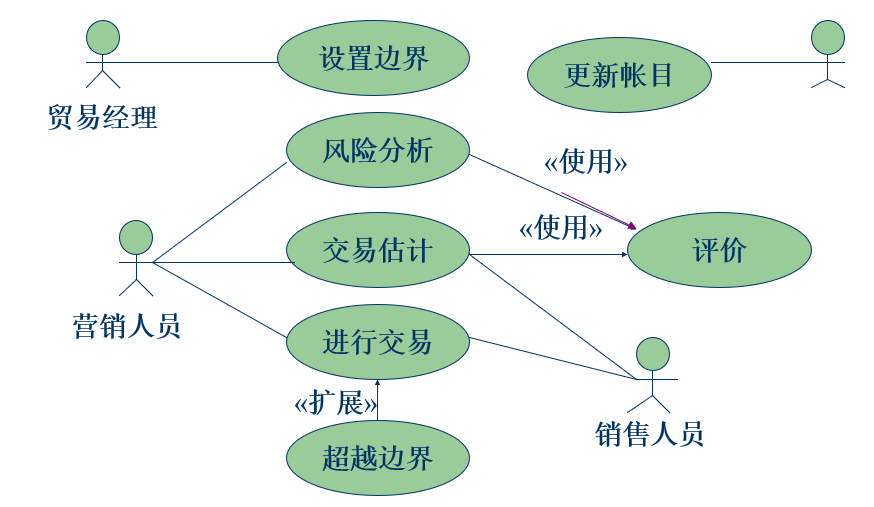 设置边界
更新帐目
贸易经理
风险分析
«使用»
«使用»
交易估计
评价
营销人员
进行交易
«扩展»
销售人员
超越边界